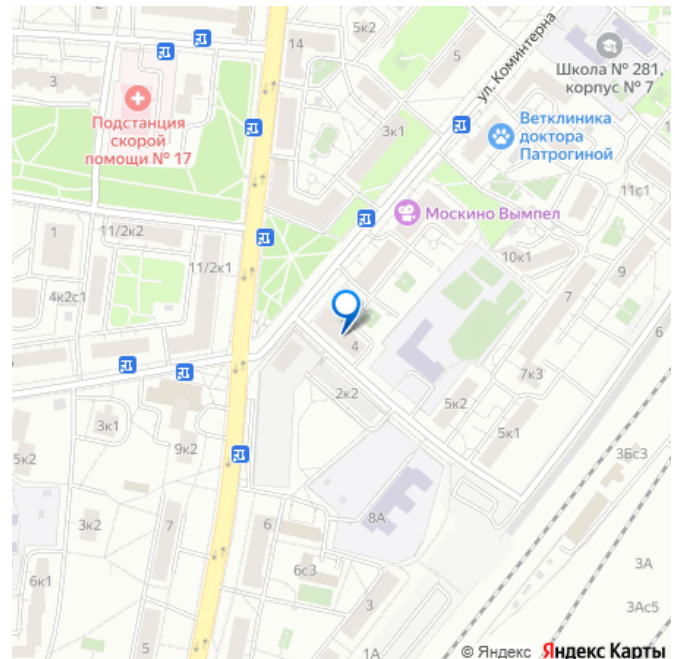 5к2
14
5
ул. Коминтерна
Школа № 281,
корпус № 7
3
Подстанция
скорой
помощи № 17
3к1
Ветклиника
доктора
Патрогиной
11с1
Москино Вымпел
1
11/2к2
11/2к1
10к1
9
4к2с1
7
6
4
7к3
2к2
5к2
3к1
5к1
9к2
5к2
3Бс3
8А
3к2
7
6
6с3
3А
6к1
3
3Ас5
5
1А
© Яндекс Яндекс Карты